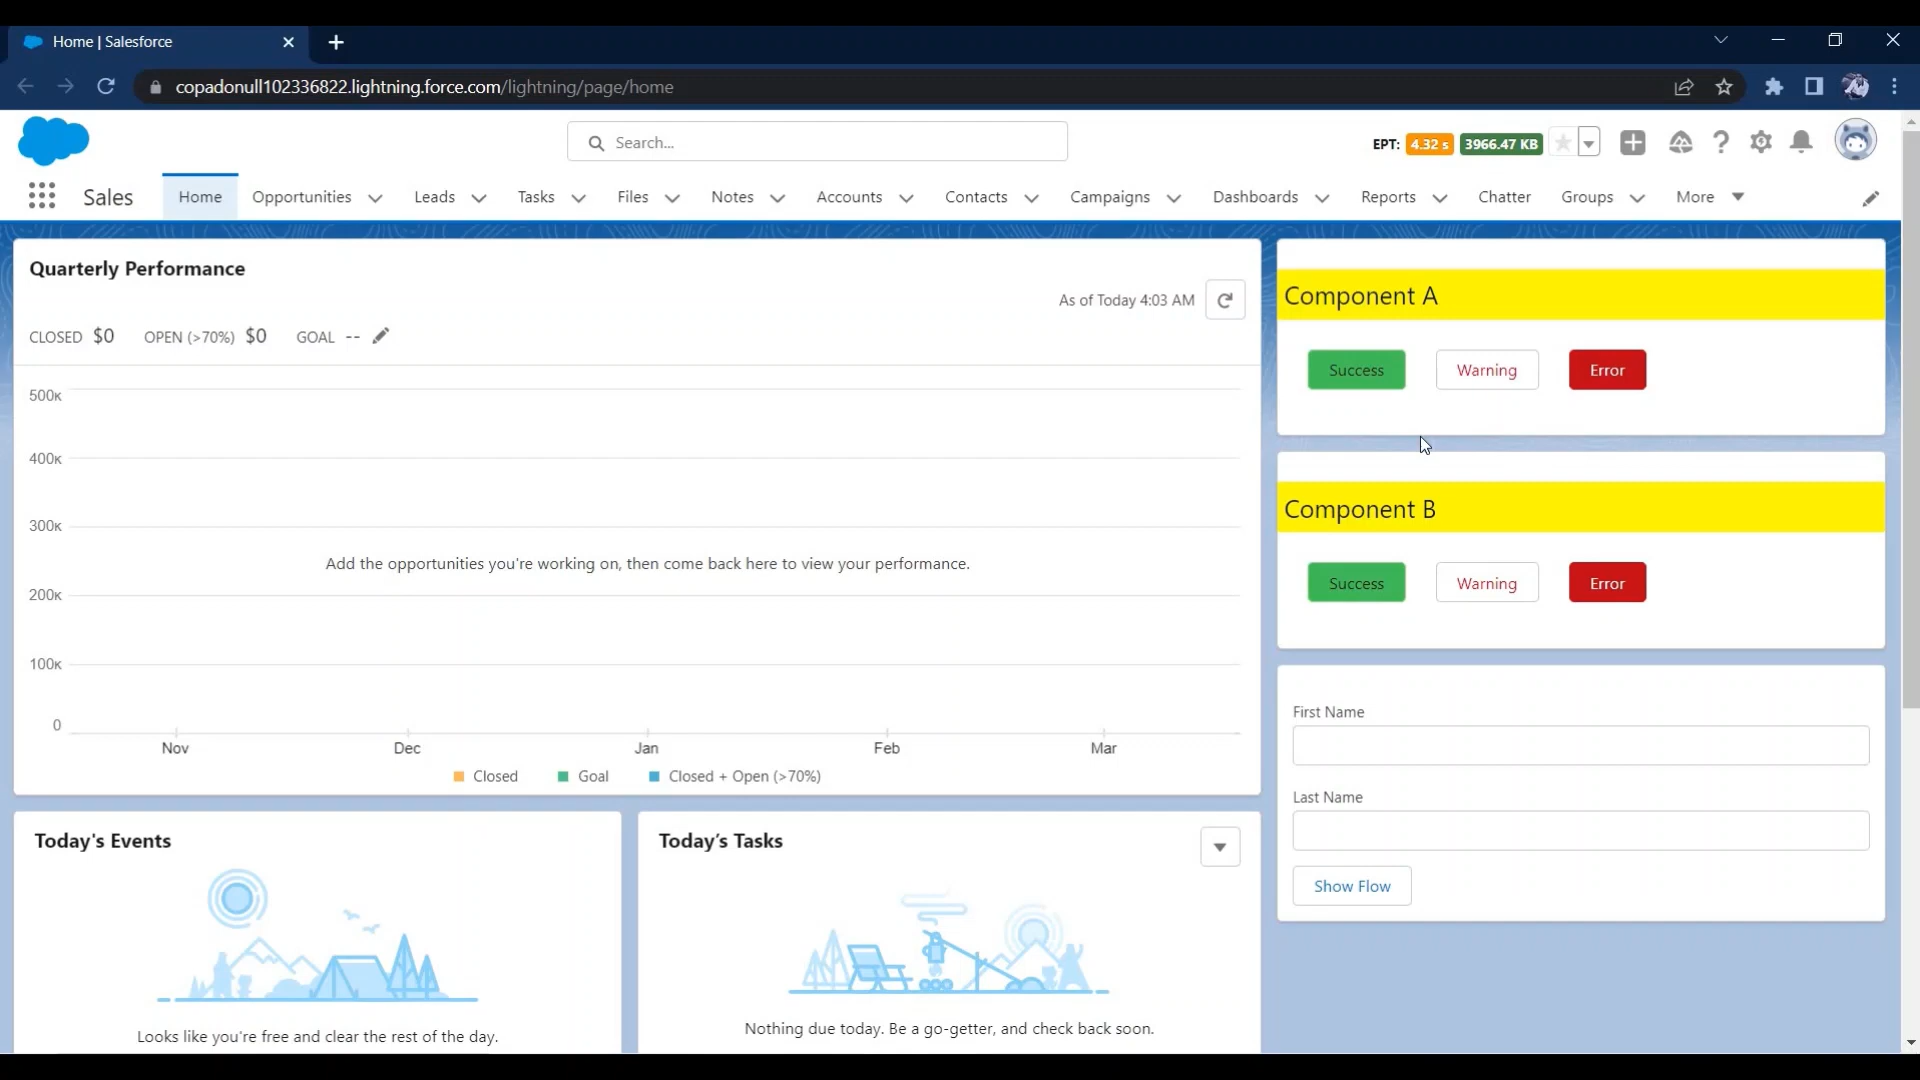 Home | Salesforce
copadonull102336822.lightning.force.com/lightning/page/home
Search...
EPT: 4.32 s 3966.47 KB
Sales Home Opportunities Leads Tasks Files Notes Accounts Contacts Campaigns Dashboards Reports Chatter Groups More
Quarterly Performance
As of Today 4:03 AM
CLOSED $0 OPEN (>70%) $0 GOAL --
500K
400K
300K
Add the opportunities you're working on, then come back here to view your performance.
200K
100K
0
Nov Dec Jan Feb Mar
Closed Goal Closed + Open (>70%)
Today's Events
Looks like you're free and clear the rest of the day.
Today’s Tasks
Nothing due today. Be a go-getter, and check back soon.
Component A
Success Warning Error
Component B
Success Warning Error
First Name
Last Name
Show Flow